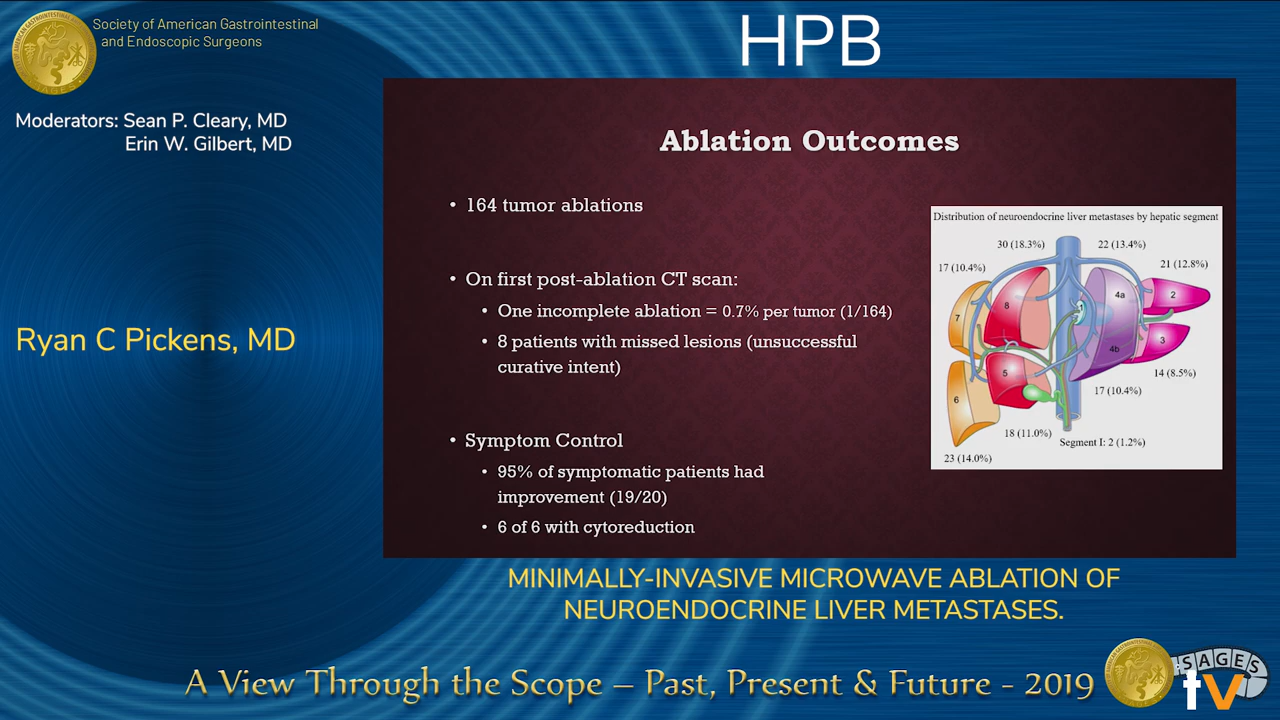 Society of American Gastrointestinal
and Endoscopic Surgeons
HPB
Moderators: Sean P. Cleary, MD
Erin W. Gilbert, MD
Ryan C Pickens, MD
Ablation Outcomes
• 164 tumor ablations
• On first post-ablation CT scan:
• One incomplete ablation = 0.7% per tumor (1/164)
• 8 patients with missed lesions (unsuccessful
curative intent)
• Symptom Control
• 95% of symptomatic patients had
improvement (19/20)
• 6 of 6 with cytoreduction
Distribution of neuroendocrine liver metastases by hepatic segment
30 (18.3%)
22 (13.4%)
17 (10.4%)
21 (12.8%)
8
4a
2
1
7
3
4b
5
14 (8.5%)
6
17 (10.4%)
18 (11.0%)
Segment I: 2 (1.2%)
23 (14.0%)
MINIMALLY-INVASIVE MICROWAVE ABLATION OF
NEUROENDOCRINE LIVER METASTASES.
A View Through the Scope – Past, Present & Future - 2019
SAGES
tv